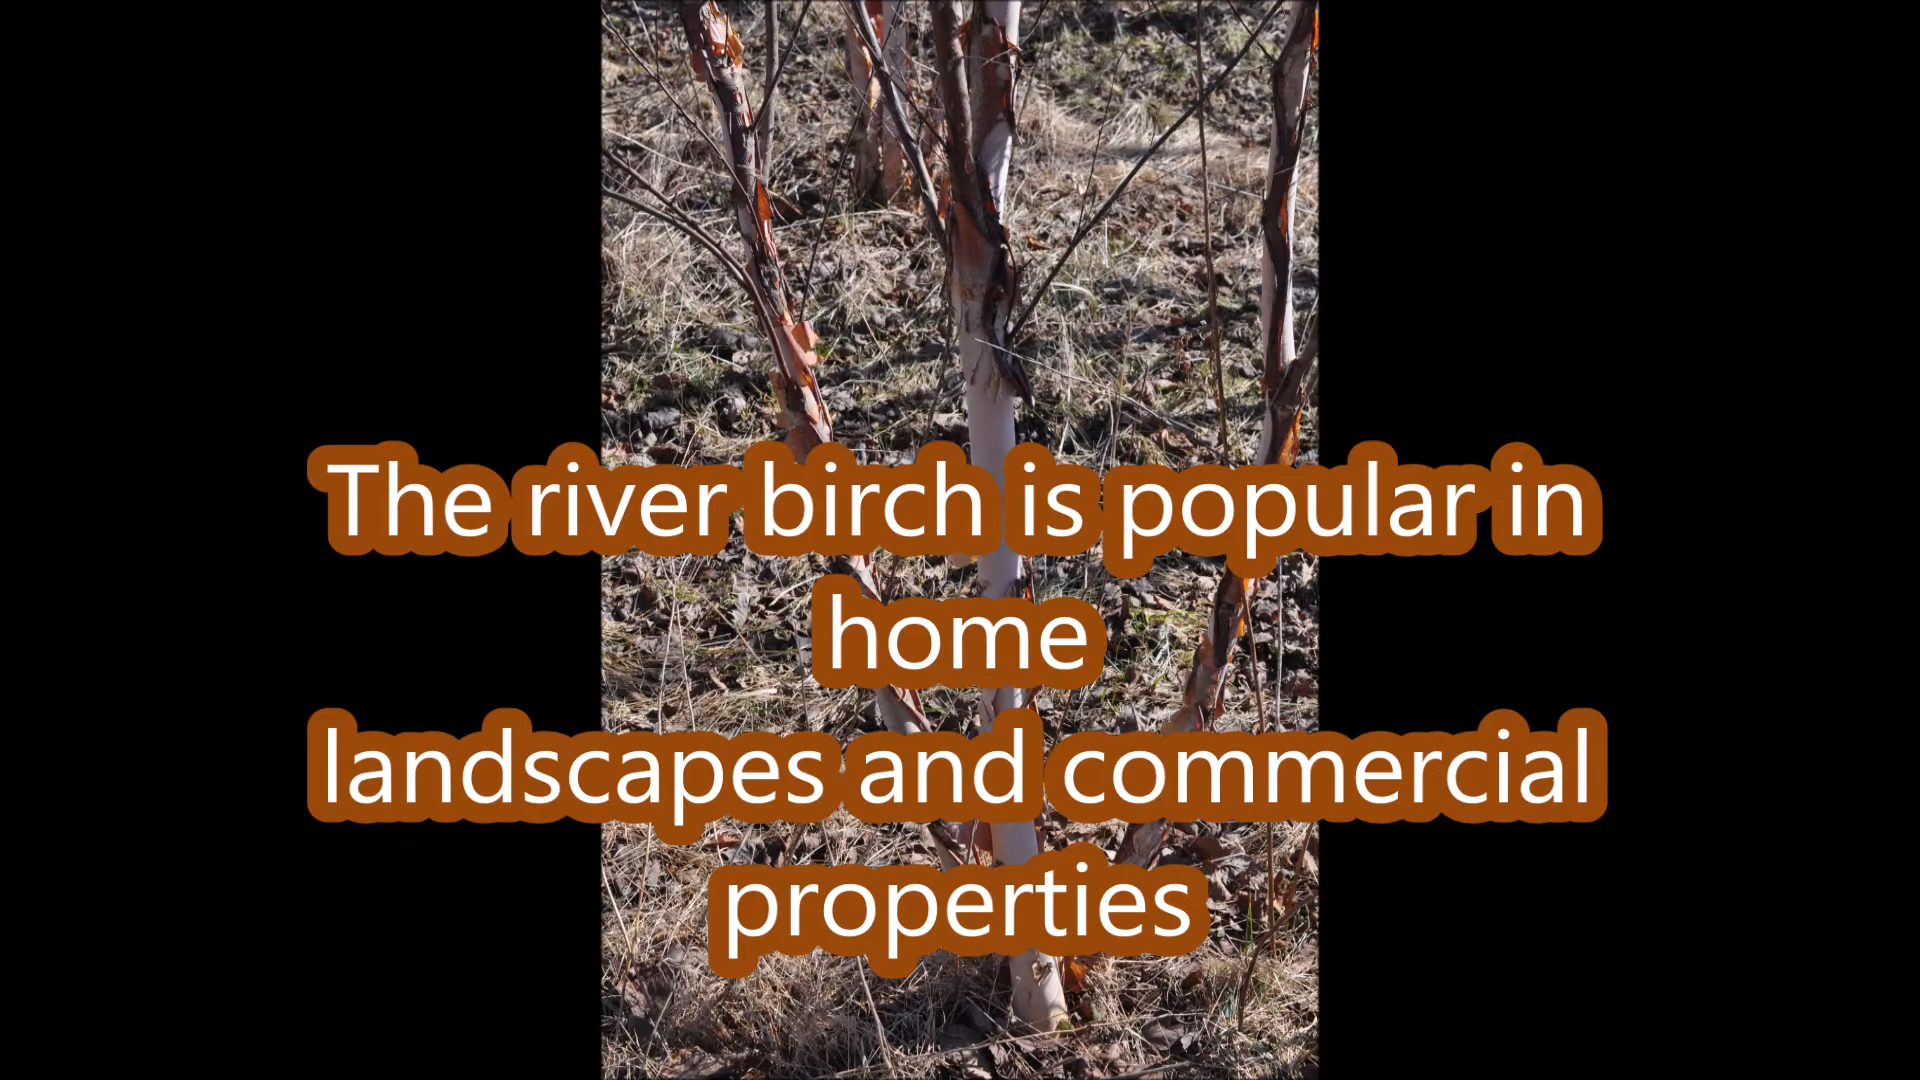 The river birch is popular in
home
landscapes and commercial
properties